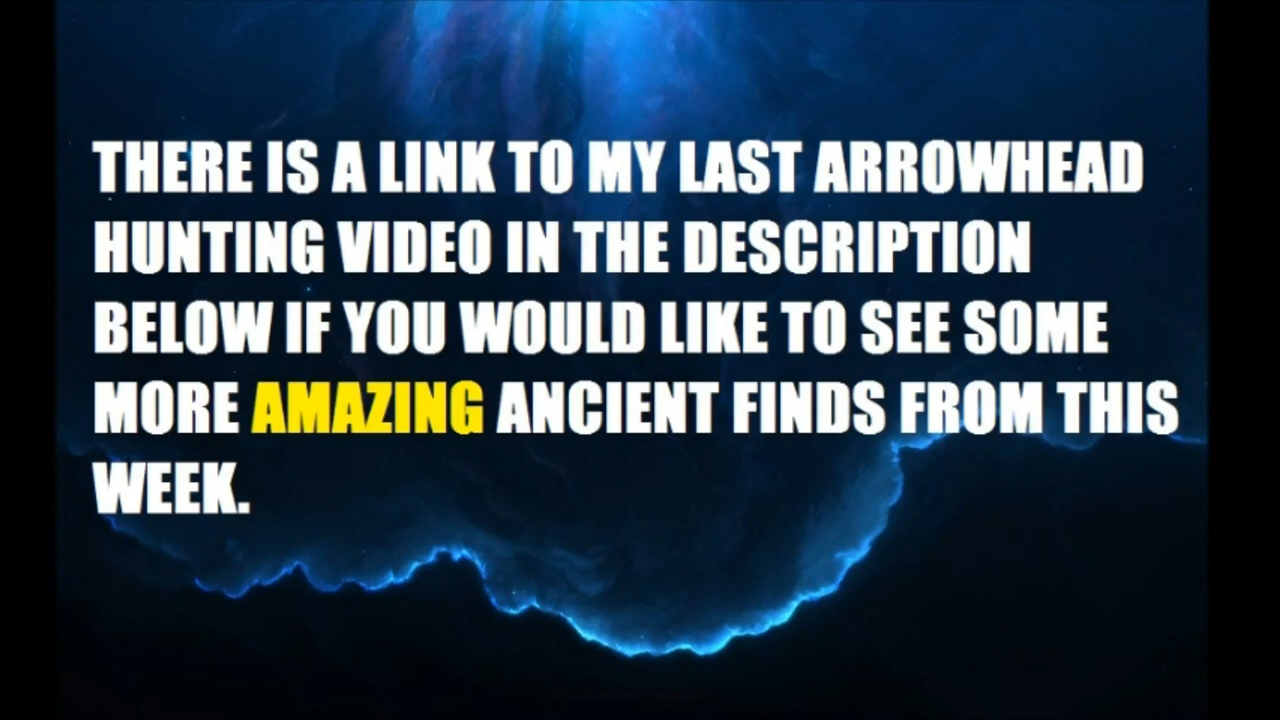 THERE IS A LINK TO MY LAST ARROWHEAD
HUNTING VIDEO IN THE DESCRIPTION
BELOW IF YOU WOULD LIKE TO SEE SOME
MORE AMAZING ANCIENT FINDS FROM THIS
WEEK.